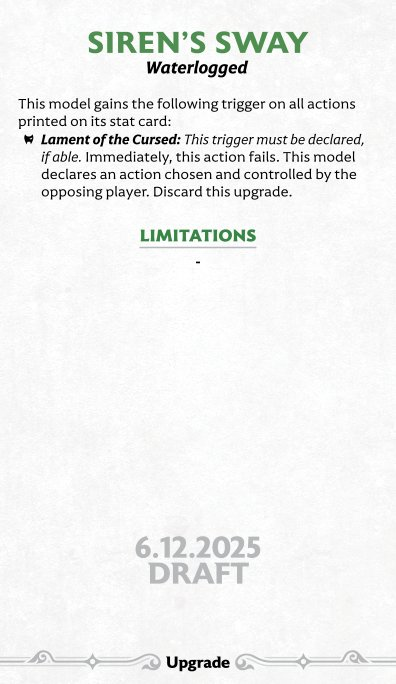 SIREN'S SWAY
Waterlogged
This model gains the following trigger on all actions
printed on its stat card:
Lament of the Cursed: This trigger must be declared,
if able. Immediately, this action fails. This model
declares an action chosen and controlled by the
opposing player. Discard this upgrade.
LIMITATIONS
-
6.12.2025
DRAFT
Upgrade